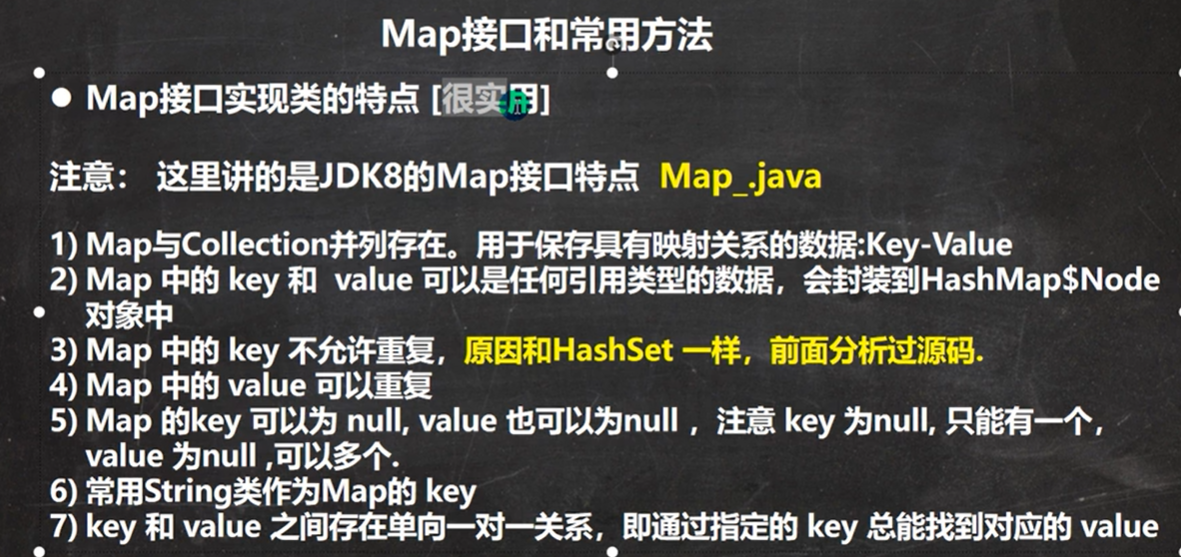 Map接口和常用方法
● Map接口实现类的特点 [很实用]
注意： 这里讲的是JDK8的Map接口特点 Map_.java
1) Map与Collection并列存在。用于保存具有映射关系的数据:Key-Value
2) Map 中的 key 和 value 可以是任何引用类型的数据，会封装到HashMap$Node
对象中
3) Map 中的 key 不允许重复，原因和HashSet 一样，前面分析过源码.
4) Map 中的 value 可以重复
5) Map 的key 可以为 null, value 也可以为null ，注意 key 为null, 只能有一个，
value 为null ,可以多个.
6) 常用String类作为Map的 key
7) key 和 value 之间存在单向一对一关系，即通过指定的 key 总能找到对应的 value